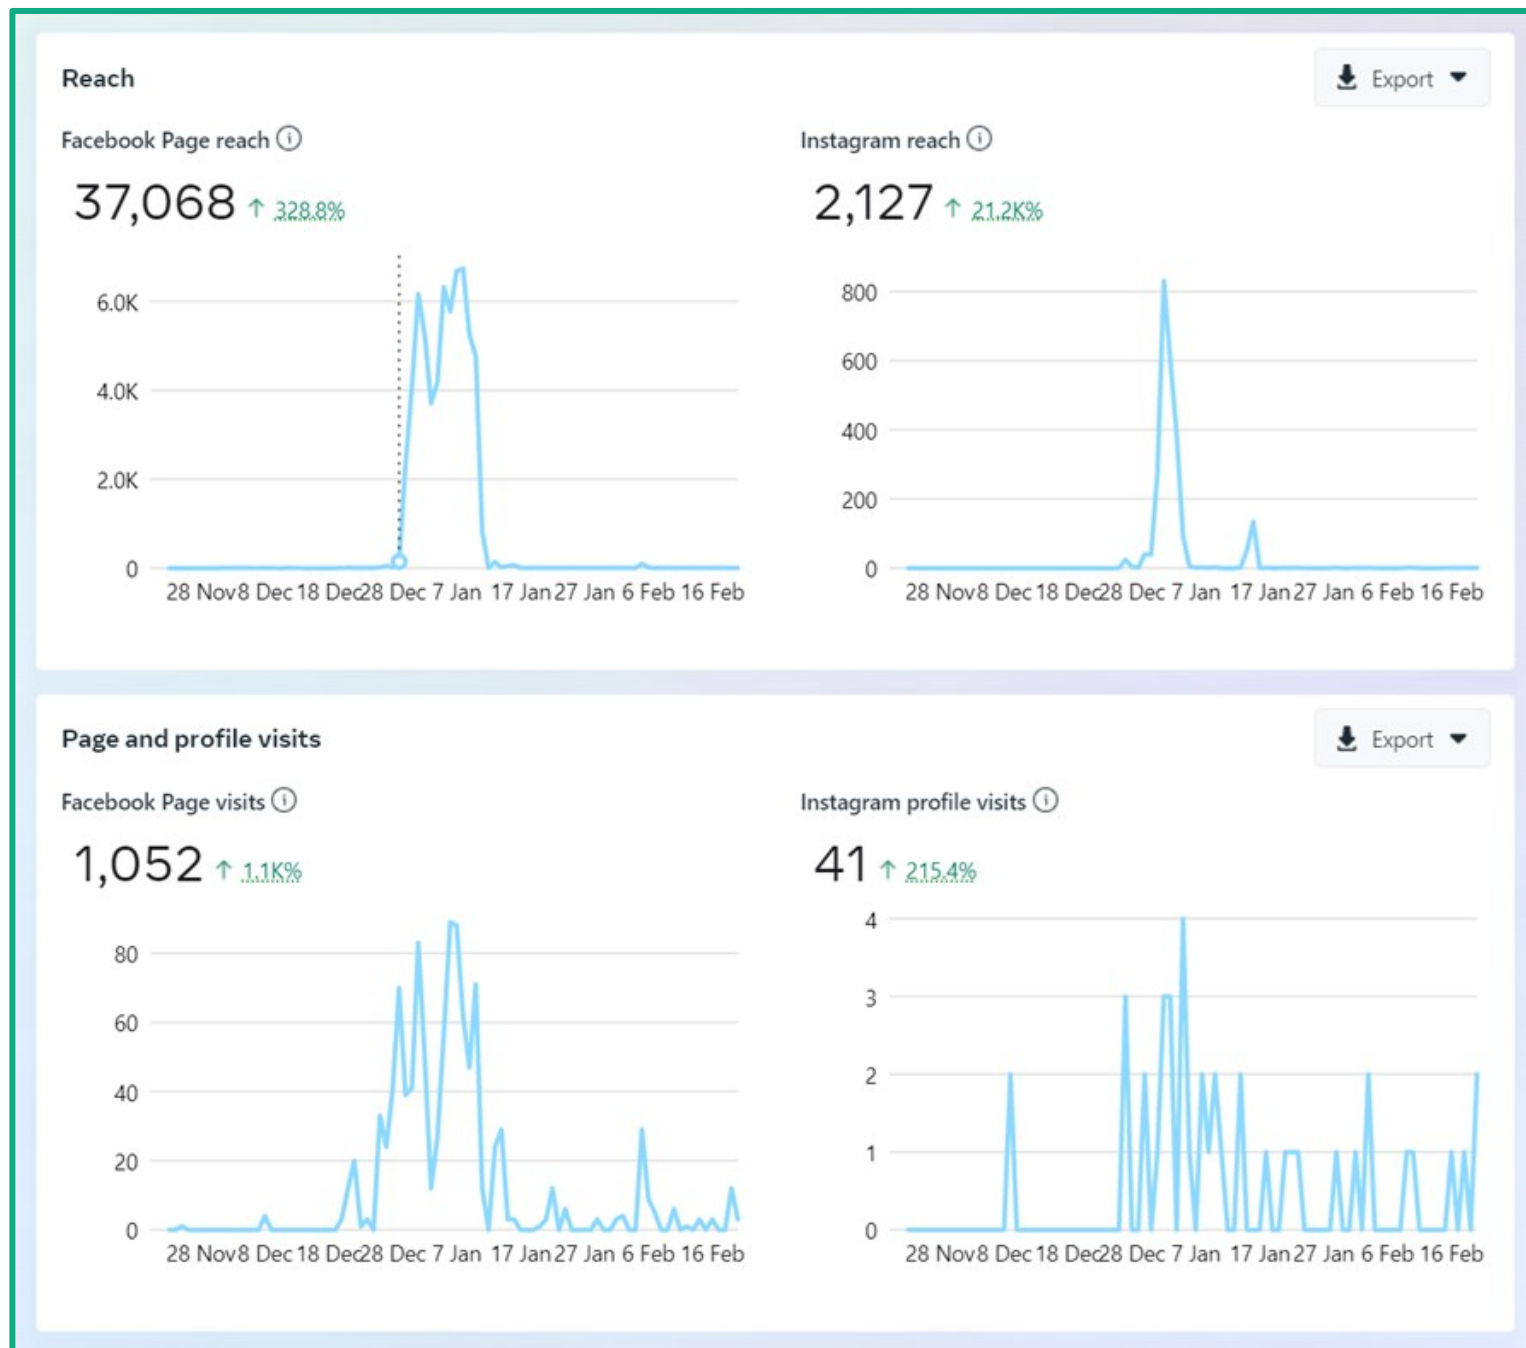 Reach
Export
Facebook Page reach
37,068 ↑ 328.8%
6.0K
4.0K
2.0K
0
28 Nov 8 Dec 18 Dec 28 Dec 7 Jan 17 Jan 27 Jan 6 Feb 16 Feb
Instagram reach
2,127 ↑ 21.2K%
800
600
400
200
0
28 Nov 8 Dec 18 Dec 28 Dec 7 Jan 17 Jan 27 Jan 6 Feb 16 Feb
Page and profile visits
Export
Facebook Page visits
1,052 ↑ 1.1K%
80
60
40
20
0
28 Nov 8 Dec 18 Dec 28 Dec 7 Jan 17 Jan 27 Jan 6 Feb 16 Feb
Instagram profile visits
41 ↑ 215.4%
4
3
2
1
0
28 Nov 8 Dec 18 Dec 28 Dec 7 Jan 17 Jan 27 Jan 6 Feb 16 Feb